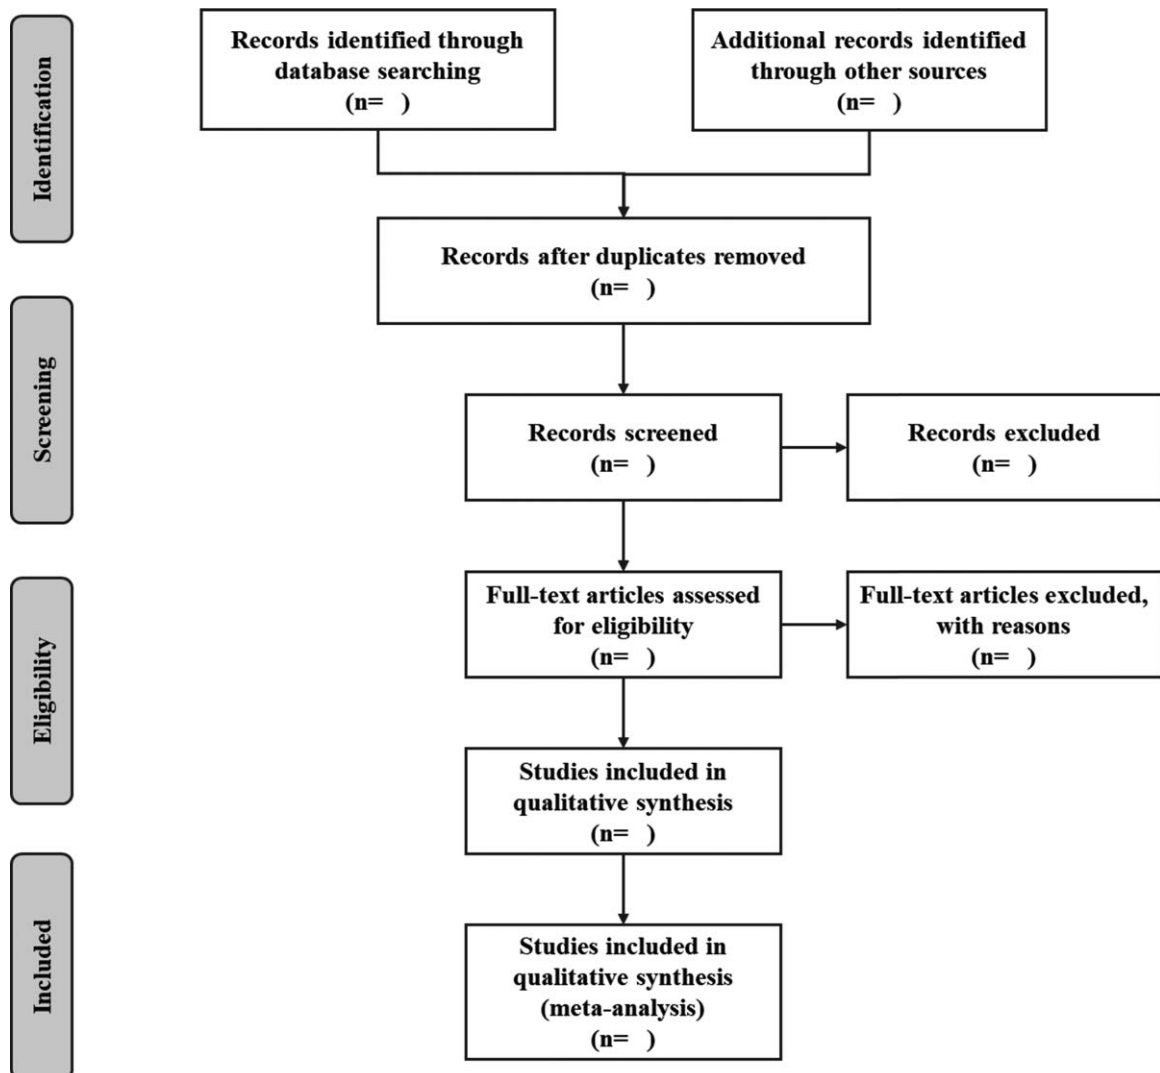 Identification
Records identified through
database searching
(n=  )
Additional records identified
through other sources
(n=  )
Records after duplicates removed
(n=  )
Screening
Records screened
(n=  )
Records excluded
(n=  )
Eligibility
Full-text articles assessed
for eligibility
(n=  )
Full-text articles excluded,
with reasons
(n=  )
Studies included in
qualitative synthesis
(n=  )
Included
Studies included in
qualitative synthesis
(meta-analysis)
(n=  )